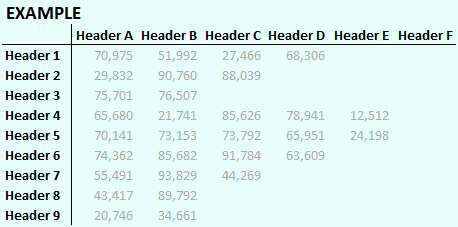 EXAMPLE
Header A Header B Header C Header D Header E Header F
Header 1 70,975 51,992 27,466 68,306
Header 2 29,832 90,760 88,039
Header 3 75,701 76,507
Header 4 65,680 21,741 85,626 78,941 12,512
Header 5 70,141 73,153 73,792 65,951 24,198
Header 6 74,362 85,682 91,784 63,609
Header 7 55,491 93,829 44,269
Header 8 43,417 89,792
Header 9 20,746 34,661